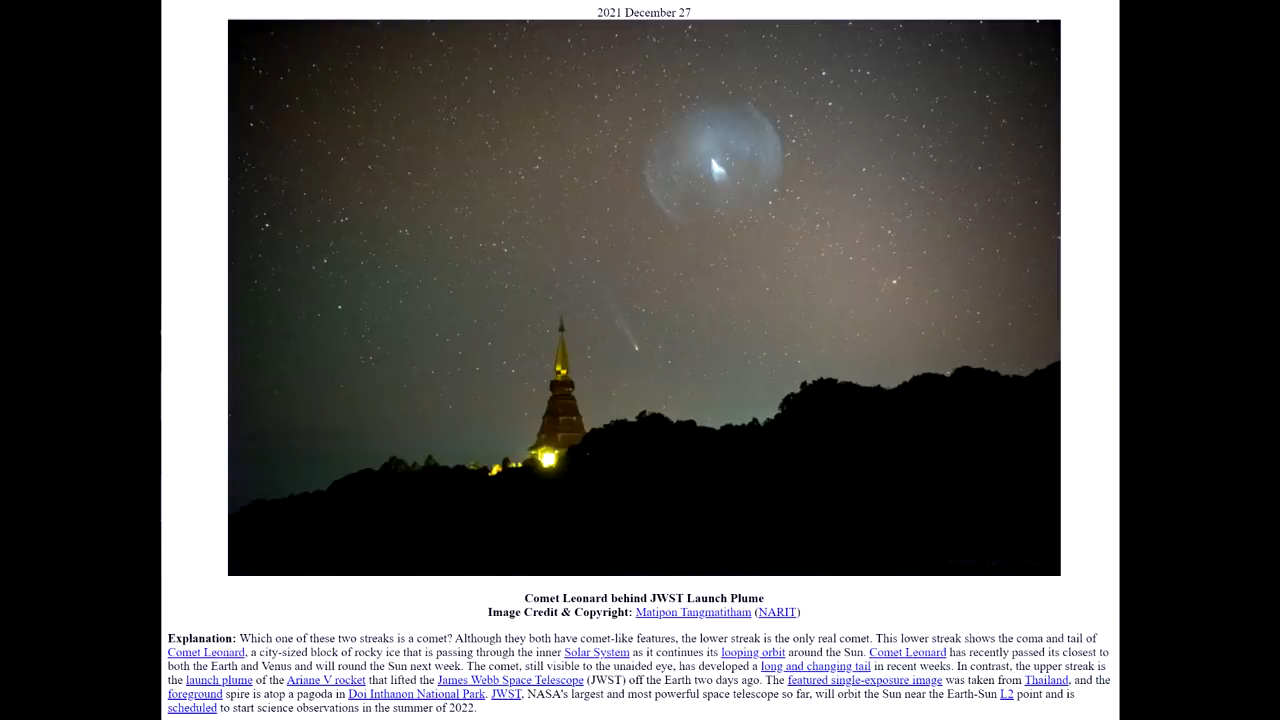 2021 December 27
Comet Leonard behind JWST Launch Plume
Image Credit & Copyright: Matipon Tangmatitham (NARIT)
Explanation: Which one of these two streaks is a comet? Although they both have comet-like features, the lower streak is the only real comet. This lower streak shows the coma and tail of
Comet Leonard, a city-sized block of rocky ice that is passing through the inner Solar System as it continues its looping orbit around the Sun. Comet Leonard has recently passed its closest to
both the Earth and Venus and will round the Sun next week. The comet, still visible to the unaided eye, has developed a long and changing tail in recent weeks. In contrast, the upper streak is
the launch plume of the Ariane V rocket that lifted the James Webb Space Telescope (JWST) off the Earth two days ago. The featured single-exposure image was taken from Thailand, and the
foreground spire is atop a pagoda in Doi Inthanon National Park. JWST, NASA's largest and most powerful space telescope so far, will orbit the Sun near the Earth-Sun L2 point and is
scheduled to start science observations in the summer of 2022.